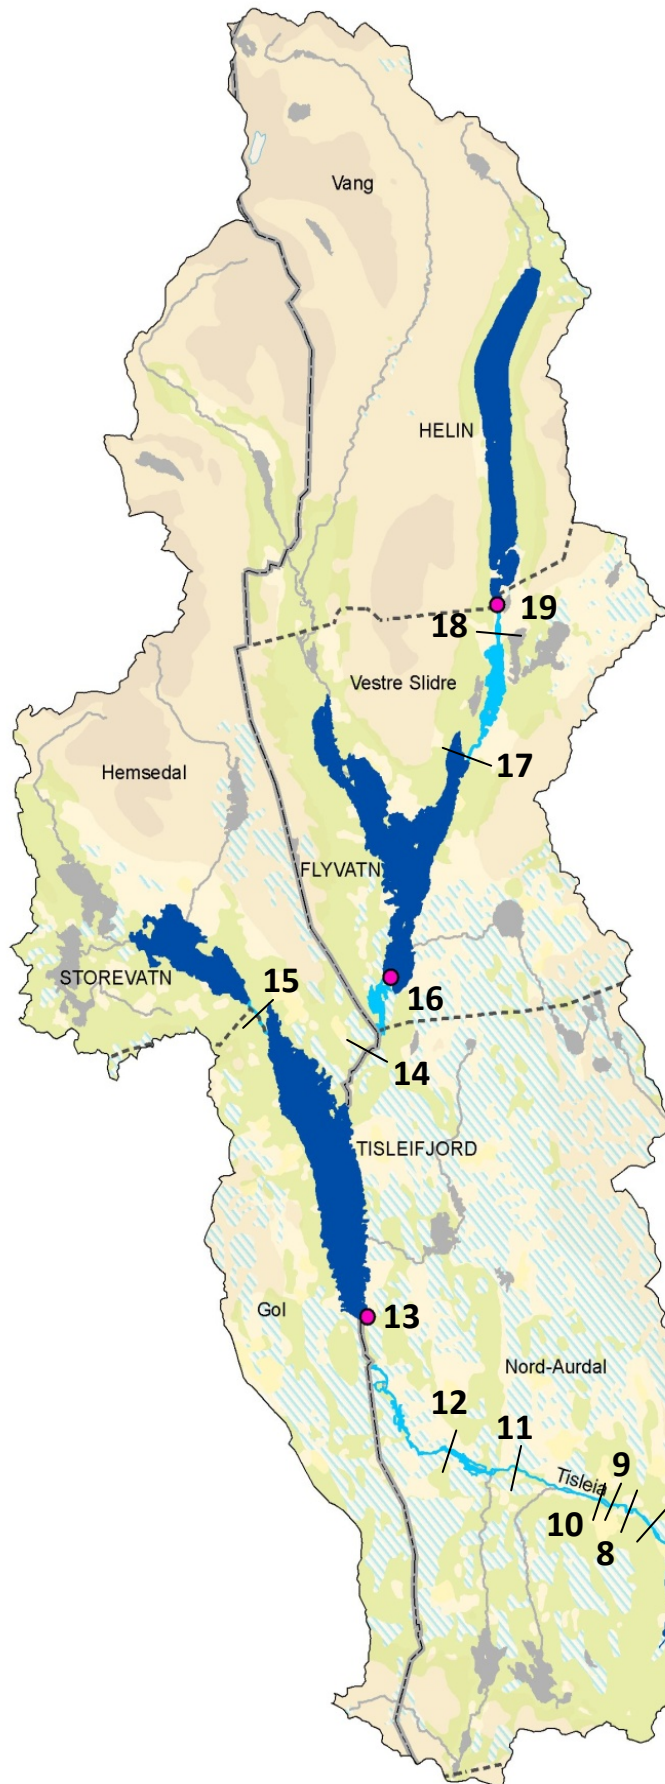 Vang
HELIN
19
18
Vestre Slidre
17
Hemsedal
FLYVATN
STOREVATN
15
16
14
TISLEIFJORD
Gol
13
Nord-Aurdal
12
11
9
Tisleia
10
8